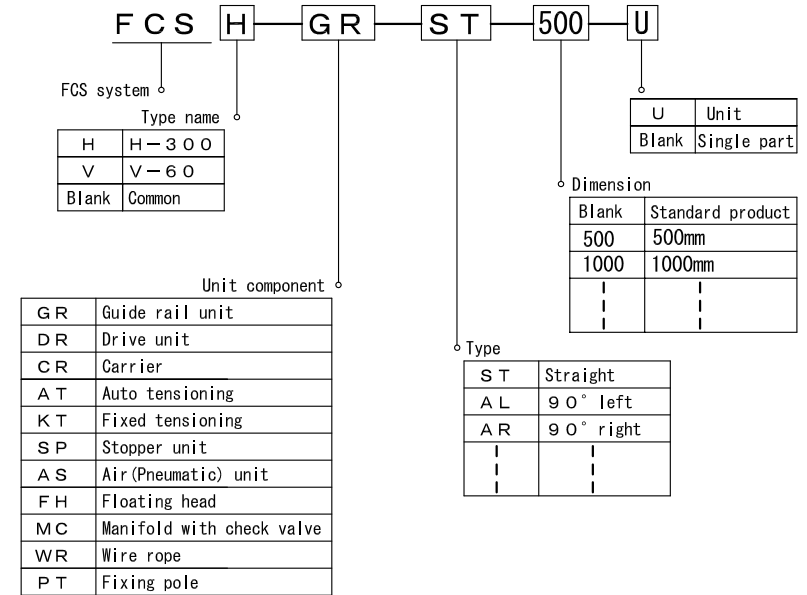 FCS H GR ST 500 U
FCS system
Type name
H H-300
V V-60
Blank Common
U Unit
Blank Single part
Dimension
Blank Standard product
500 500mm
1000 1000mm
Unit component
GR Guide rail unit
DR Drive unit
CR Carrier
AT Auto tensioning
KT Fixed tensioning
SP Stopper unit
AS Air(Pneumatic) unit
FH Floating head
MC Manifold with check valve
WR Wire rope
PT Fixing pole
Type
ST Straight
AL 90° left
AR 90° right